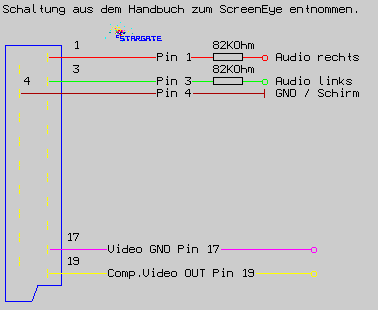 Schaltung aus dem Handbuch zum ScreenEye entnommen.
STARGATE
1 Pin 1 82KOhm Audio rechts
3 Pin 3 82KOhm Audio links
4 Pin 4 GND / Schirm
17 Video GND Pin 17
19 Comp.Video OUT Pin 19